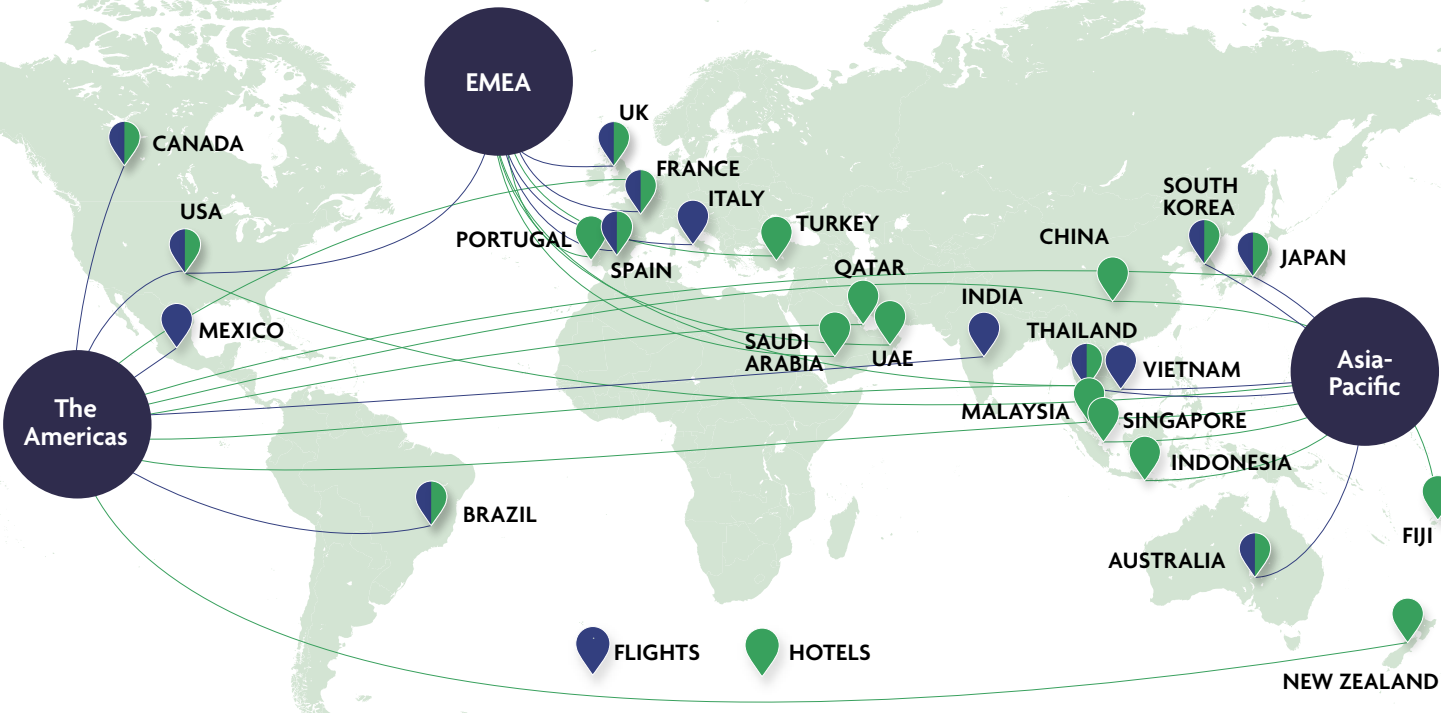 EMEA
UK
CANADA
FRANCE
ITALY
SOUTH
KOREA
USA
PORTUGAL
TURKEY
CHINA
SPAIN
QATAR
JAPAN
INDIA
MEXICO
THAILAND
SAUDI
ARABIA
UAE
VIETNAM
Asia-
Pacific
The
Americas
MALAYSIA
SINGAPORE
INDONESIA
BRAZIL
FIJI
AUSTRALIA
FLIGHTS
HOTELS
NEW ZEALAND